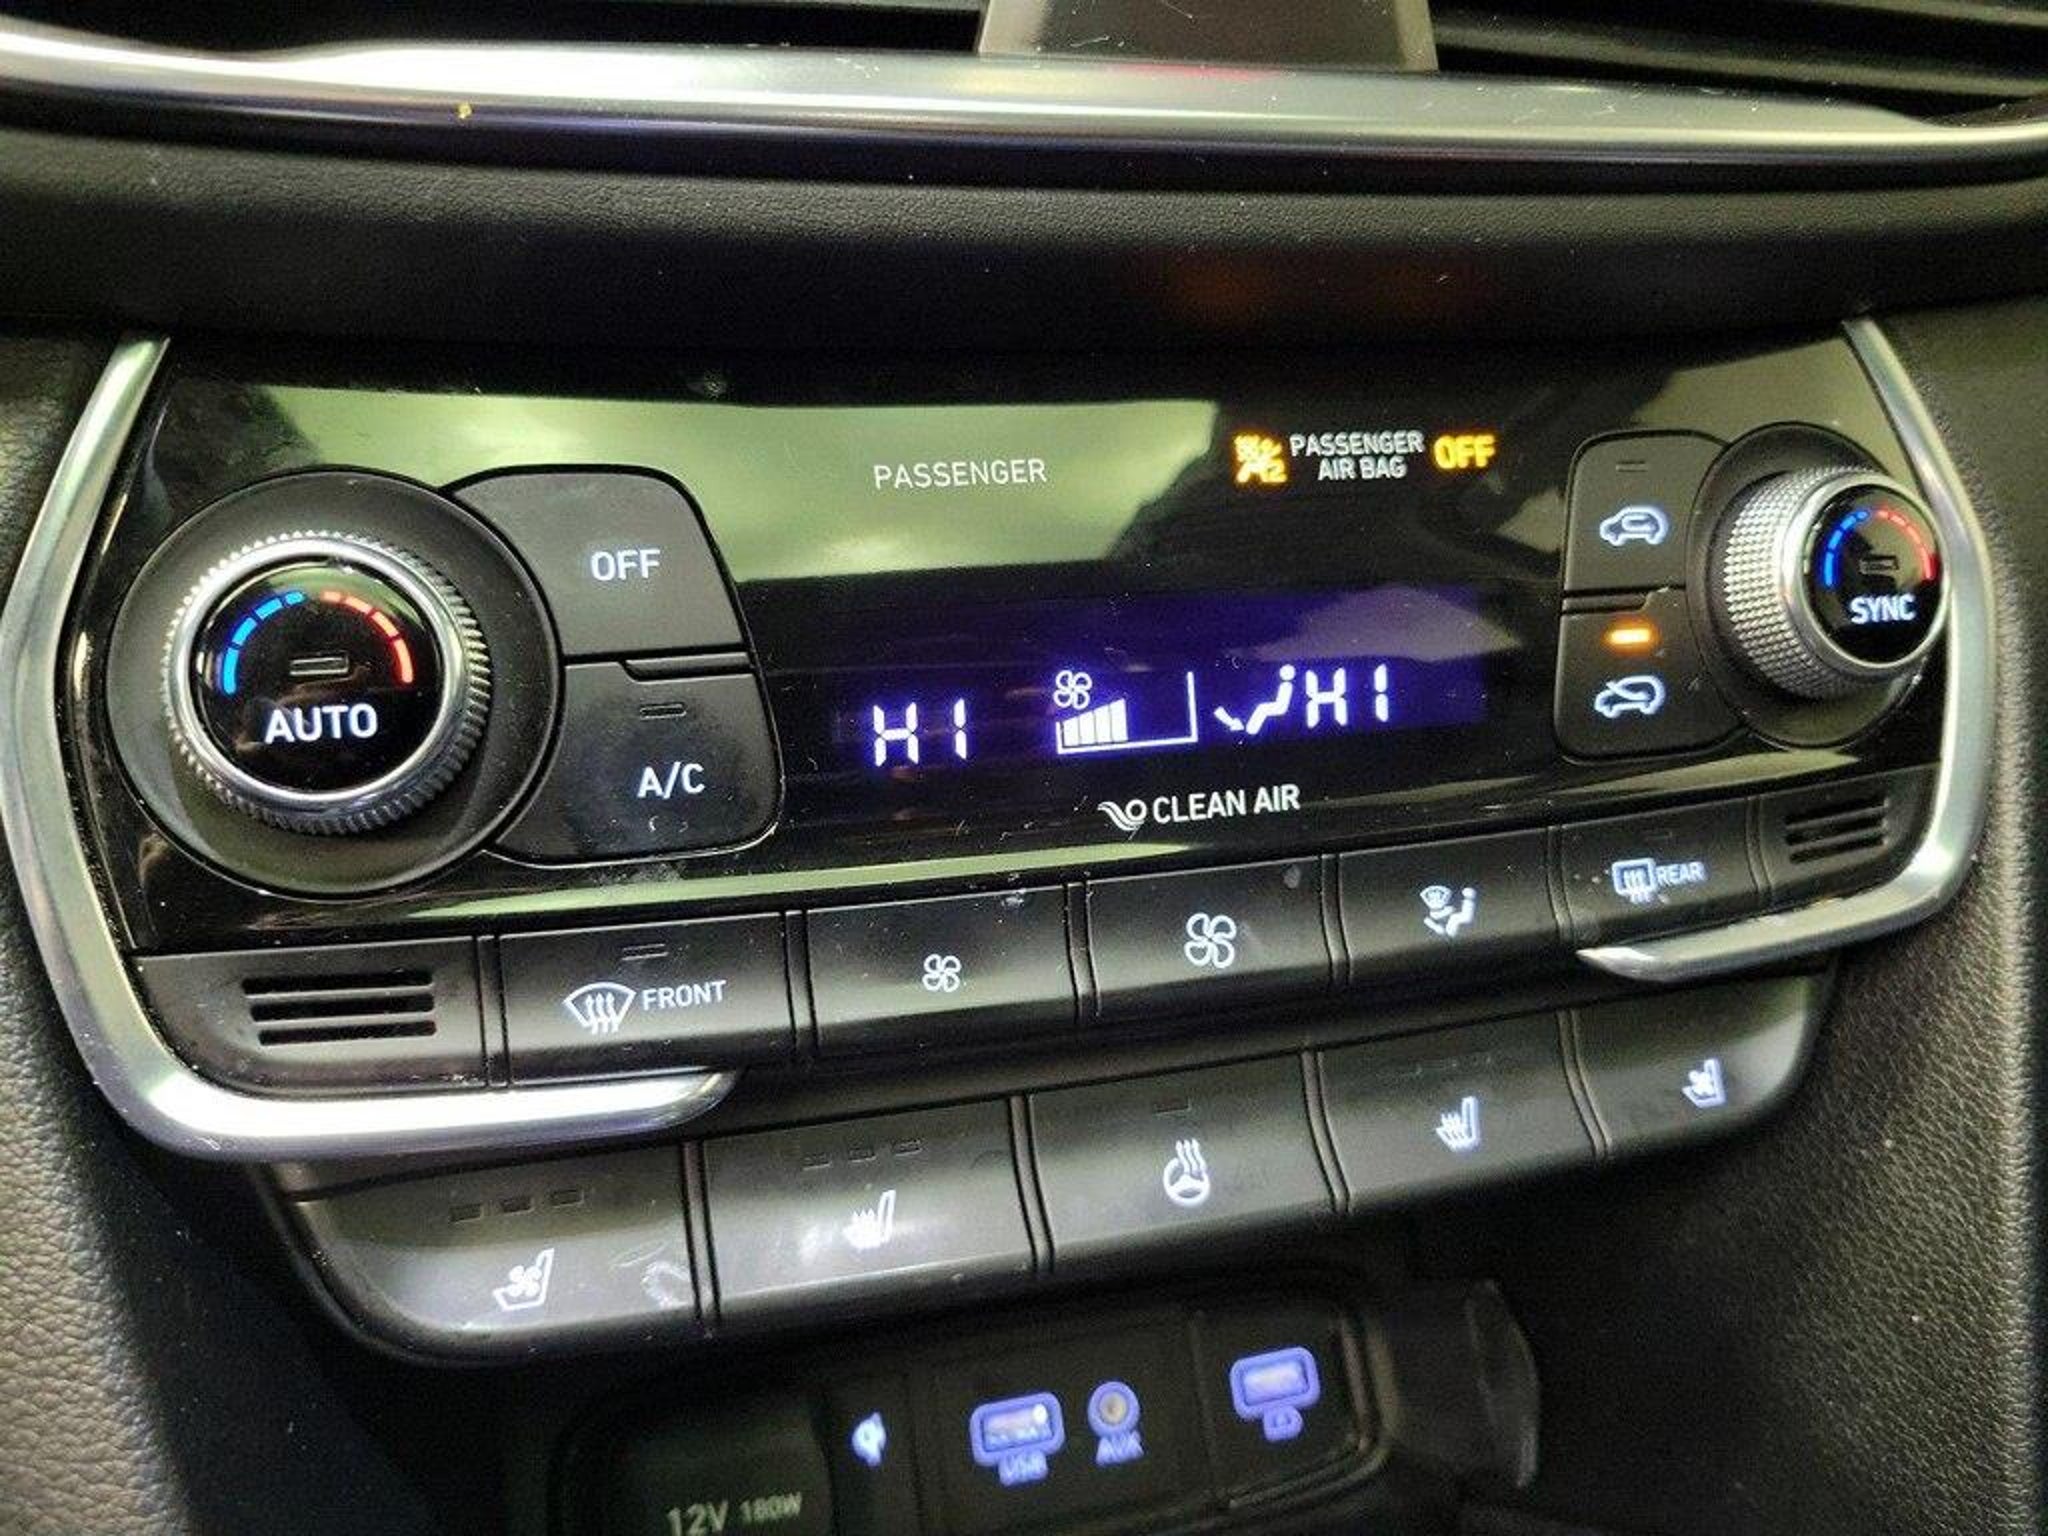 PASSENGER
PASSENGER
AIR BAG
OFF
OFF
SYNC
AUTO
A/C
HI
HI
CLEAN AIR
REAR
FRONT
USB
AUX
12V 180W